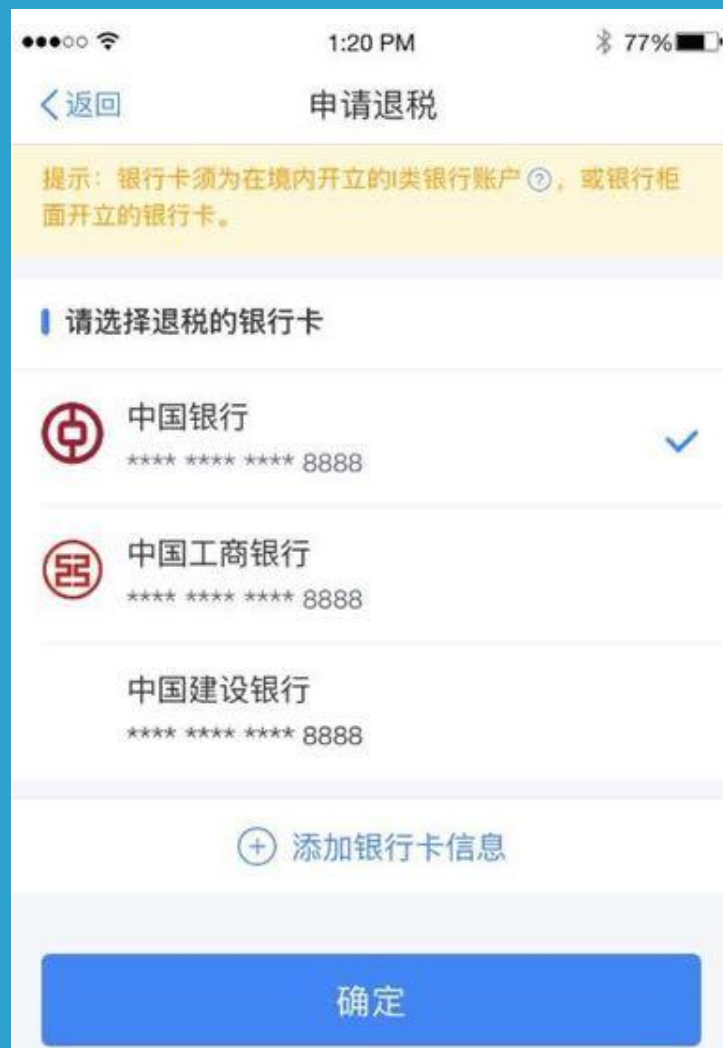 1:20 PM
77%
返回
申请退税
提示：银行卡须为在境内开立的I类银行账户?，或银行柜
面开立的银行卡。
请选择退税的银行卡
中国银行
**** **** **** 8888
中国工商银行
**** **** **** 8888
中国建设银行
**** **** **** 8888
添加银行卡信息
确定